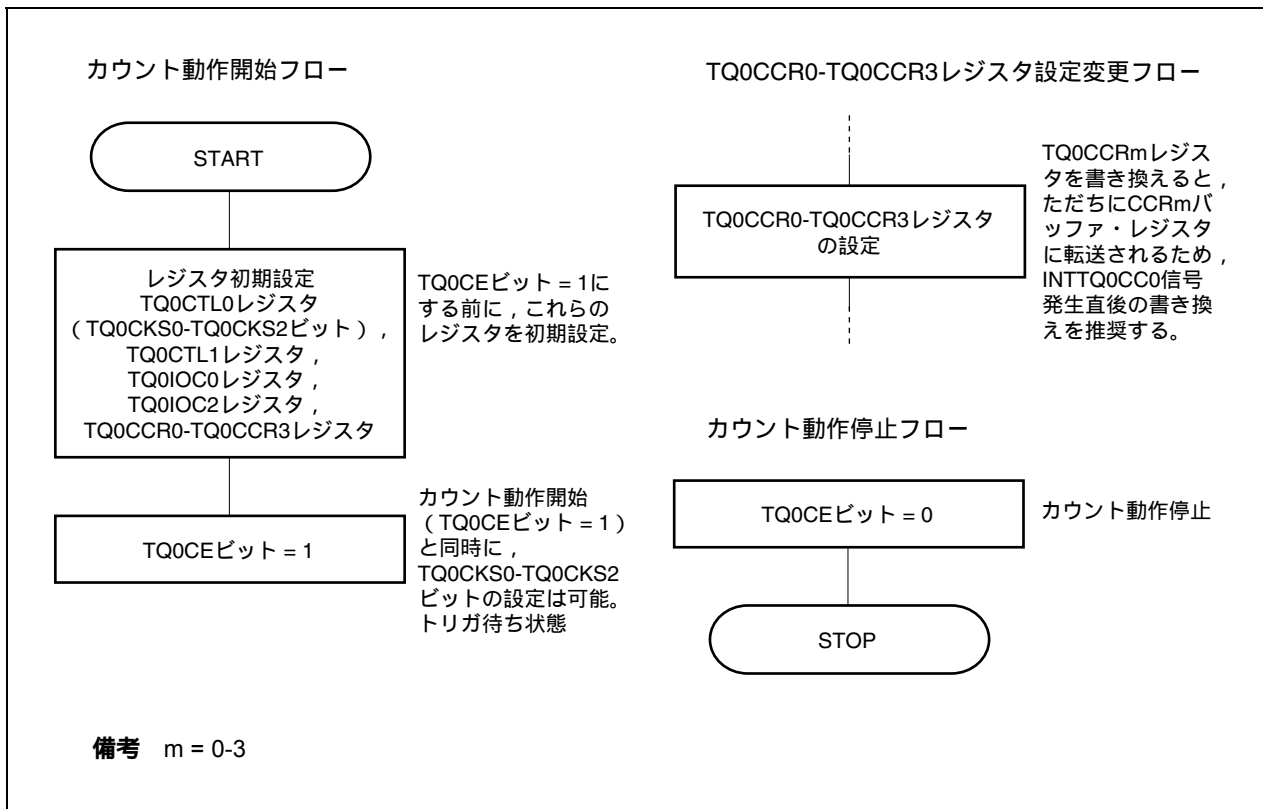 カウント動作開始フロー
START
レジスタ初期設定
TQ0CTL0レジスタ
（TQ0CKS0-TQ0CKS2ビット），
TQ0CTL1レジスタ，
TQ0IOC0レジスタ，
TQ0IOC2レジスタ，
TQ0CCR0-TQ0CCR3レジスタ
TQ0CEビット = 1に
する前に，これらの
レジスタを初期設定。
TQ0CEビット = 1
カウント動作開始
（TQ0CEビット = 1）
と同時に，
TQ0CKS0-TQ0CKS2
ビットの設定は可能。
トリガ待ち状態
TQ0CCR0-TQ0CCR3レジスタ設定変更フロー
TQ0CCR0-TQ0CCR3レジスタ
の設定
TQ0CCRmレジス
タを書き換えると，
ただちにCCRmバ
ッファ・レジスタ
に転送されるため，
INTTQ0CC0信号
発生直後の書き換
えを推奨する。
カウント動作停止フロー
TQ0CEビット = 0
カウント動作停止
STOP
備考 m = 0-3